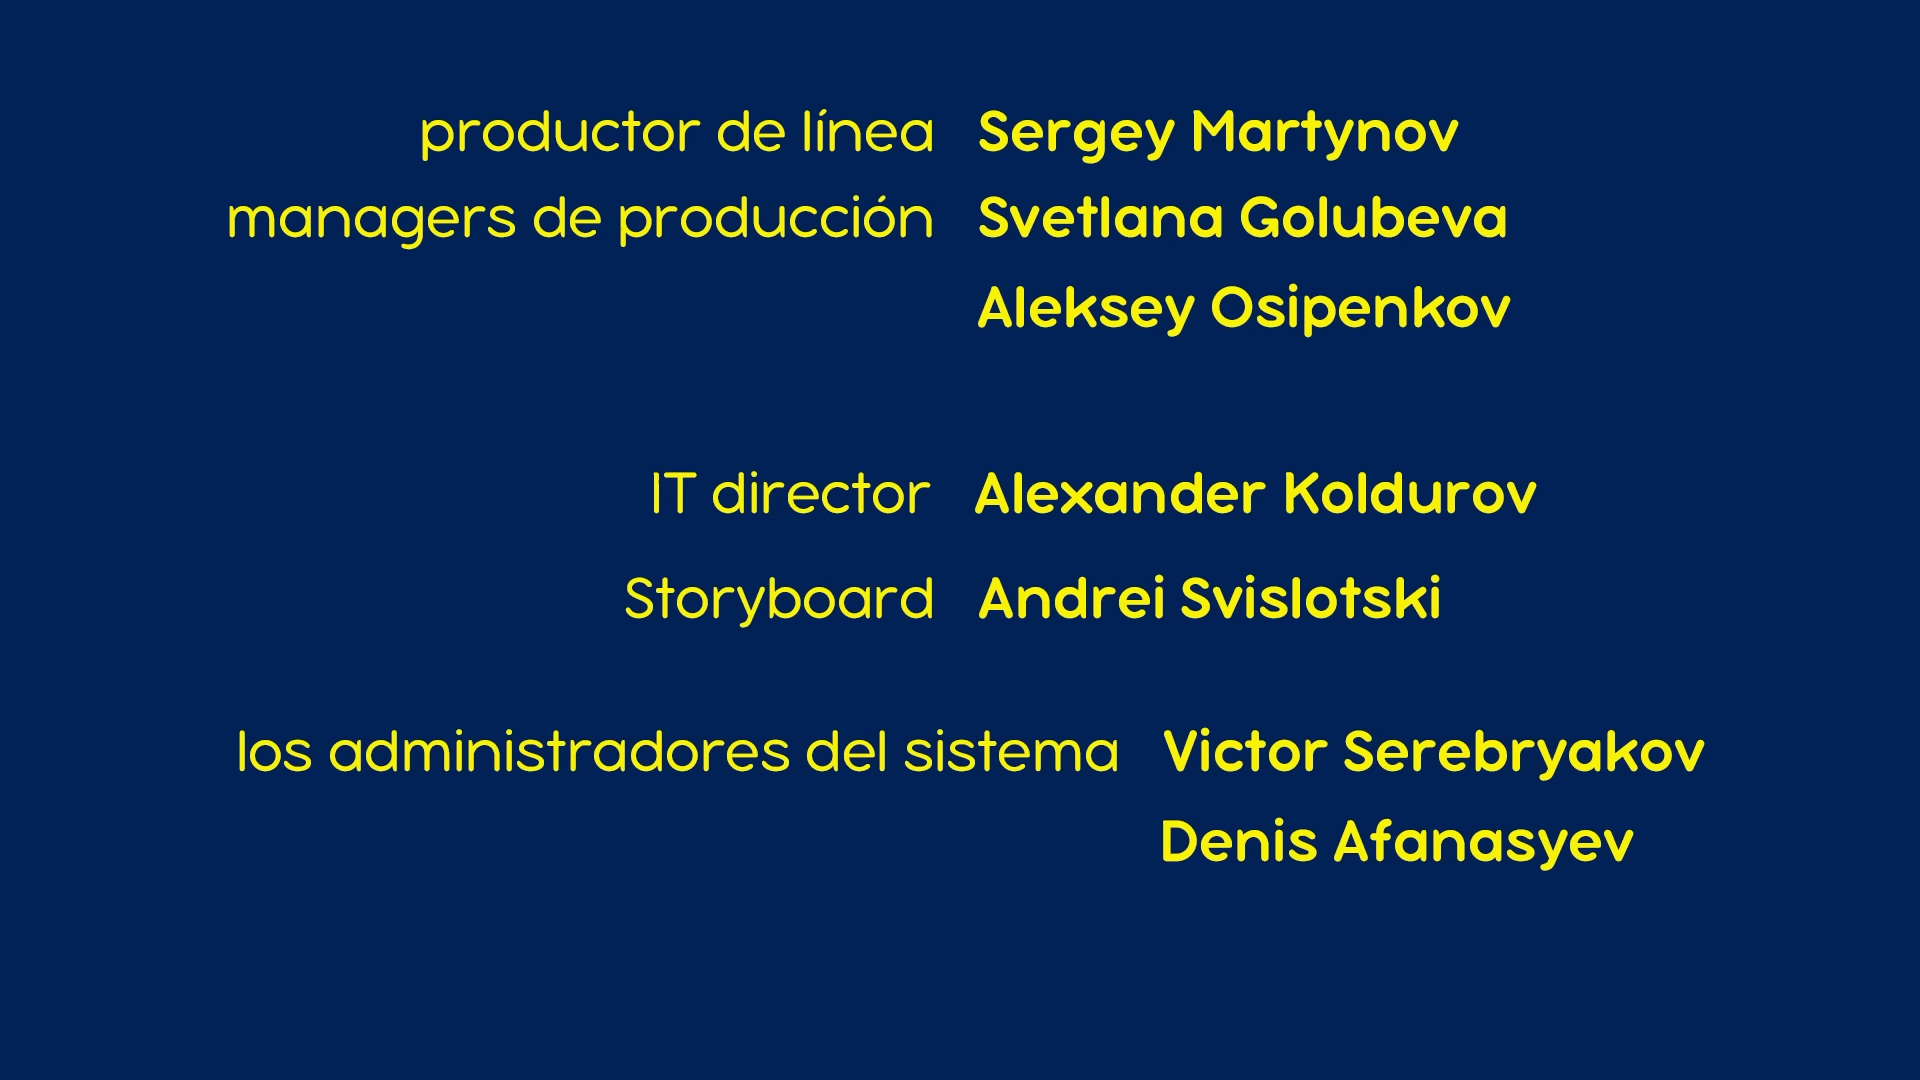 productor de línea Sergey Martynov
managers de producción Svetlana Golubeva
Aleksey Osipenkov
IT director Alexander Koldurov
Storyboard Andrei Svislotski
los administradores del sistema Victor Serebryakov
Denis Afanasyev